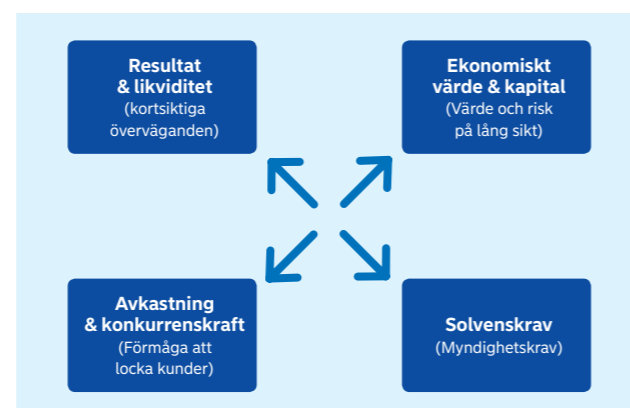 Resultat
& likviditet
(kortsiktiga
överväganden)
Ekonomiskt
värde & kapital
(Värde och risk
på lång sikt)
Avkastning
& konkurrenskraft
(Förmåga att
locka kunder)
Solvenskrav
(Myndighetskrav)